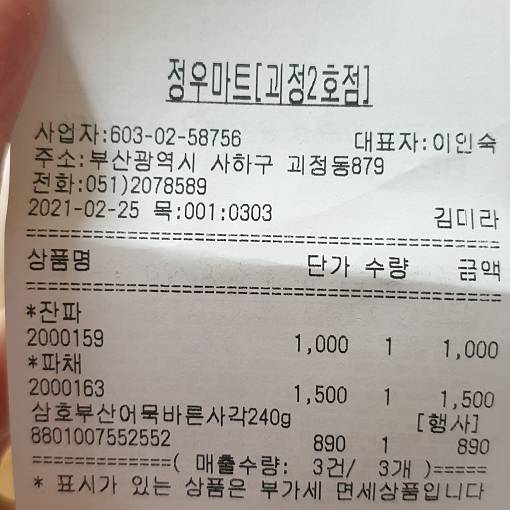 정우마트[괴정2호점]
사업자:603-02-58756 대표자:이인숙
주소:부산광역시 사하구 괴정동879
전화:051)2078589
2021-02-25 목:001:0303 김미라
==================================
상품명 단가 수량 금액
==================================
*잔파
2000159 1,000 1 1,000
*파채
2000163 1,500 1 1,500
삼호부산어묵바른사각240g [행사]
8801007552552 890 1 890
==============( 매출수량: 3건/ 3개 )=====
* 표시가 있는 상품은 부가세 면세상품입니다